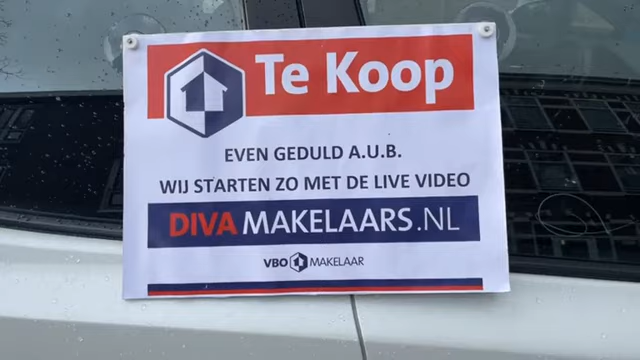 Te Koop
EVEN GEDULD A.U.B.
WIJ STARTEN ZO MET DE LIVE VIDEO
DIVAMAKELAARS.NL
VBO MAKELAAR